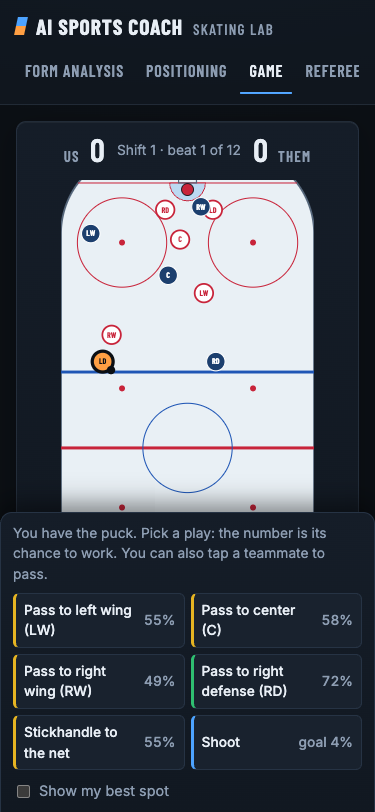 AI SPORTS COACH SKATING LAB
FORM ANALYSIS POSITIONING GAME REFEREE
US 0 Shift 1 · beat 1 of 12 0 THEM
RD RW LD
LW
C
C
LW
RW
LD RD
You have the puck. Pick a play: the number is its
chance to work. You can also tap a teammate to
pass.
Pass to left wing
(LW) 55%
Pass to center
(C) 58%
Pass to right
wing (RW) 49%
Pass to right
defense (RD) 72%
Stickhandle to
the net 55%
Shoot goal 4%
Show my best spot